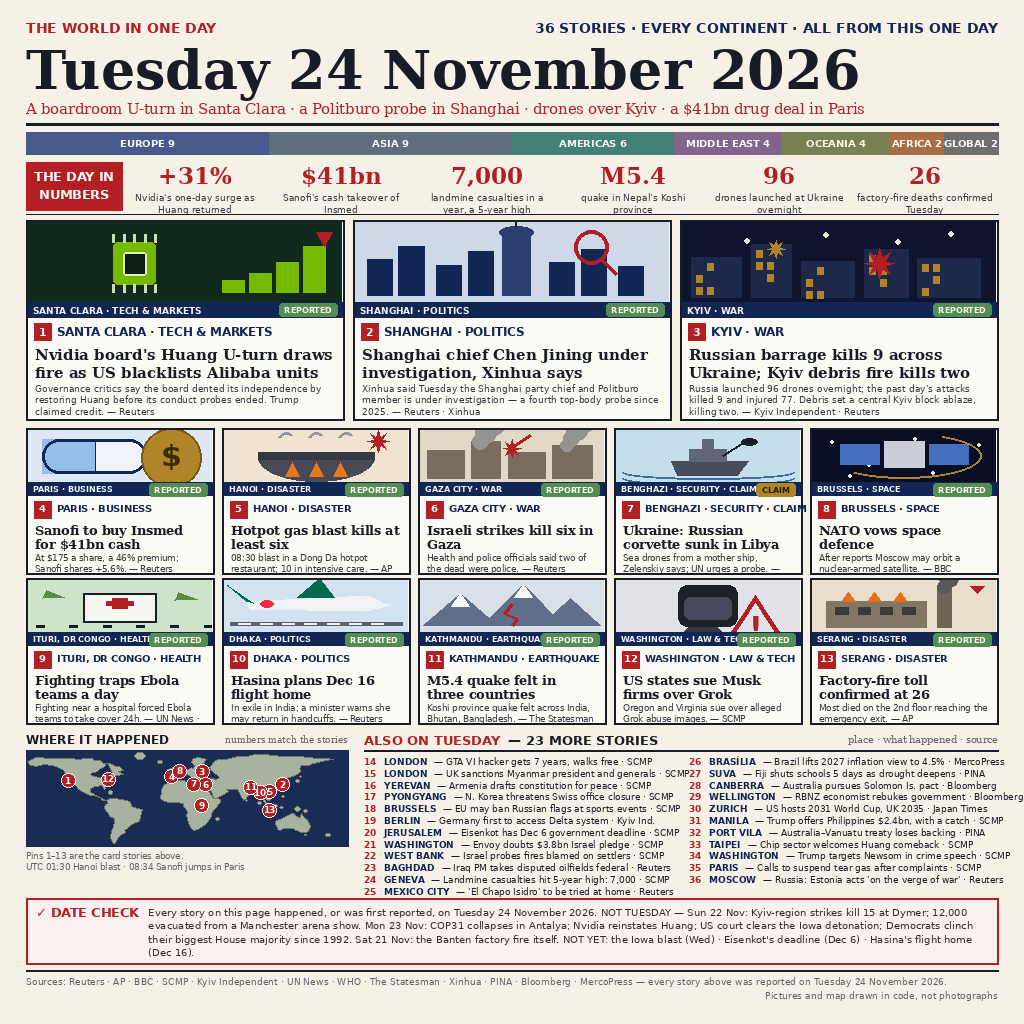 THE WORLD IN ONE DAY
36 STORIES · EVERY CONTINENT · ALL FROM THIS ONE DAY
Tuesday 24 November 2026
A boardroom U-turn in Santa Clara · a Politburo probe in Shanghai · drones over Kyiv · a $41bn drug deal in Paris
EUROPE 9
ASIA 9
AMERICAS 6
MIDDLE EAST 4
OCEANIA 4
AFRICA 2
GLOBAL 2
THE DAY IN
NUMBERS
+31%
Nvidia's one-day surge as
Huang returned
$41bn
Sanofi's cash takeover of
Insmed
7,000
landmine casualties in a
year, a 5-year high
M5.4
quake in Nepal's Koshi
province
96
drones launched at Ukraine
overnight
26
factory-fire deaths confirmed
Tuesday
SANTA CLARA · TECH & MARKETS
REPORTED
1 SANTA CLARA · TECH & MARKETS
Nvidia board's Huang U-turn draws
fire as US blacklists Alibaba units
Governance critics say the board dented its independence by
restoring Huang before its conduct probes ended. Trump
claimed credit. — Reuters
SHANGHAI · POLITICS
REPORTED
2 SHANGHAI · POLITICS
Shanghai chief Chen Jining under
investigation, Xinhua says
Xinhua said Tuesday the Shanghai party chief and Politburo
member is under investigation — a fourth top-body probe since
2025. — Reuters · Xinhua
KYIV · WAR
REPORTED
3 KYIV · WAR
Russian barrage kills 9 across
Ukraine; Kyiv debris fire kills two
Russia launched 96 drones overnight; the past day's attacks
killed 9 and injured 77. Debris set a central Kyiv block ablaze,
killing two. — Kyiv Independent · Reuters
$
PARIS · BUSINESS
REPORTED
4 PARIS · BUSINESS
Sanofi to buy Insmed
for $41bn cash
At $175 a share, a 46% premium;
Sanofi shares +5.6%. — Reuters
HANOI · DISASTER
REPORTED
5 HANOI · DISASTER
Hotpot gas blast kills at
least six
08:30 blast in a Dong Da hotpot
restaurant; 10 in intensive care. — AP
GAZA CITY · WAR
REPORTED
6 GAZA CITY · WAR
Israeli strikes kill six in
Gaza
Health and police officials said two of
the dead were police. — Reuters
BENGHAZI · SECURITY · CLAIM
CLAIM
7 BENGHAZI · SECURITY · CLAIM
Ukraine: Russian
corvette sunk in Libya
Sea drones from a mother ship,
Zelenskiy says; UN urges a probe. —
BRUSSELS · SPACE
REPORTED
8 BRUSSELS · SPACE
NATO vows space
defence
After reports Moscow may orbit a
nuclear-armed satellite. — BBC
ITURI, DR CONGO · HEALT
REPORTED
9 ITURI, DR CONGO · HEALTH
Fighting traps Ebola
teams a day
Fighting near a hospital forced Ebola
teams to take cover 24h. — UN News ·
DHAKA · POLITICS
REPORTED
10 DHAKA · POLITICS
Hasina plans Dec 16
flight home
In exile in India; a minister warns she
may return in handcuffs. — Reuters
KATHMANDU · EARTHQUA
REPORTED
11 KATHMANDU · EARTHQUAKE
M5.4 quake felt in
three countries
Koshi province quake felt across India,
Bhutan, Bangladesh. — The Statesman
WASHINGTON · LAW & TE
REPORTED
12 WASHINGTON · LAW & TECH
US states sue Musk
firms over Grok
Oregon and Virginia sue over alleged
Grok abuse images. — SCMP
SERANG · DISASTER
REPORTED
13 SERANG · DISASTER
Factory-fire toll
confirmed at 26
Most died on the 2nd floor reaching the
emergency exit. — AP
WHERE IT HAPPENED
numbers match the stories
1
12
4
8
3
7
6
9
11
10
5
2
13
Pins 1–13 are the card stories above.
UTC 01:30 Hanoi blast · 08:34 Sanofi jumps in Paris
ALSO ON TUESDAY — 23 MORE STORIES
place · what happened · source
14 LONDON — GTA VI hacker gets 7 years, walks free · SCMP
15 LONDON — UK sanctions Myanmar president and generals · SCMP
16 YEREVAN — Armenia drafts constitution for peace · SCMP
17 PYONGYANG — N. Korea threatens Swiss office closure · SCMP
18 BRUSSELS — EU may ban Russian flags at sports events · SCMP
19 BERLIN — Germany first to access Delta system · Kyiv Ind.
20 JERUSALEM — Eisenkot has Dec 6 government deadline · SCMP
21 WASHINGTON — Envoy doubts $3.8bn Israel pledge · SCMP
22 WEST BANK — Israel probes fires blamed on settlers · SCMP
23 BAGHDAD — Iraq PM takes disputed oilfields federal · Reuters
24 GENEVA — Landmine casualties hit 5-year high: 7,000 · SCMP
25 MEXICO CITY — 'El Chapo Isidro' to be tried at home · Reuters
26 BRASÍLIA — Brazil lifts 2027 inflation view to 4.5% · MercoPress
27 SUVA — Fiji shuts schools 5 days as drought deepens · PINA
28 CANBERRA — Australia pursues Solomon Is. pact · Bloomberg
29 WELLINGTON — RBNZ economist rebukes government · Bloomberg
30 ZURICH — US hosts 2031 World Cup, UK 2035 · Japan Times
31 MANILA — Trump offers Philippines $2.4bn, with a catch · SCMP
32 PORT VILA — Australia–Vanuatu treaty loses backing · PINA
33 TAIPEI — Chip sector welcomes Huang comeback · SCMP
34 WASHINGTON — Trump targets Newsom in crime speech · SCMP
35 PARIS — Calls to suspend tear gas after complaints · SCMP
36 MOSCOW — Russia: Estonia acts 'on the verge of war' · Reuters
✓ DATE CHECK
Every story on this page happened, or was first reported, on Tuesday 24 November 2026. NOT TUESDAY — Sun 22 Nov: Kyiv-region strikes kill 15 at Dymer; 12,000
evacuated from a Manchester arena show. Mon 23 Nov: COP31 collapses in Antalya; Nvidia reinstates Huang; US court clears the Iowa detonation; Democrats clinch
their biggest House majority since 1992. Sat 21 Nov: the Banten factory fire itself. NOT YET: the Iowa blast (Wed) · Eisenkot's deadline (Dec 6) · Hasina's flight home
(Dec 16).
Sources: Reuters · AP · BBC · SCMP · Kyiv Independent · UN News · WHO · The Statesman · Xinhua · PINA · Bloomberg · MercoPress — every story above was reported on Tuesday 24 November 2026.
Pictures and map drawn in code, not photographs